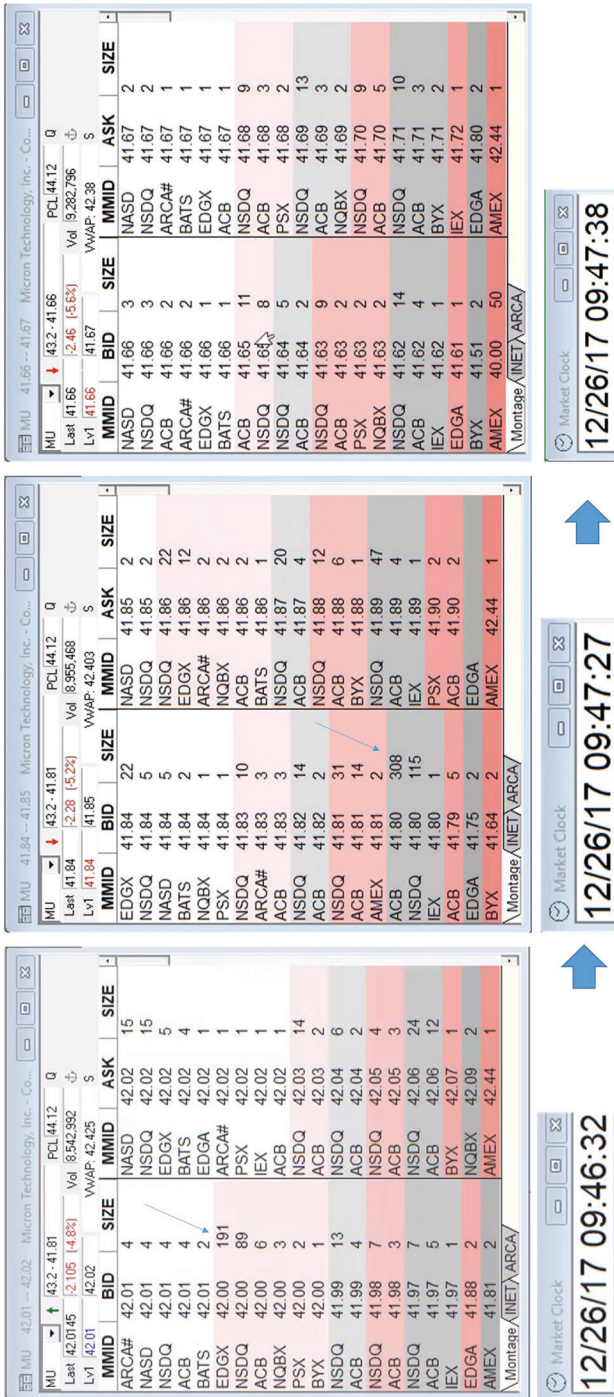 MU 42.01 -- 42.02 Micron Technology, Inc. - Co...
MU 43.2 - 41.81 PCL 44.12 Q
Last 42.0145 -2.105 (-4.8%) Vol 8,542,992
Lv1 42.01 42.02 VWAP: 42.425 S
MMID BID SIZE MMID ASK SIZE
ARCA# 42.01 4 NASD 42.02 15
NASD 42.01 4 NSDQ 42.02 15
NSDQ 42.01 4 EDGX 42.02 5
ACB 42.01 4 BATS 42.02 4
BATS 42.01 2 EDGA 42.02 1
EDGX 42.00 191 ARCA# 42.02 1
NSDQ 42.00 89 PSX 42.02 1
ACB 42.00 6 IEX 42.02 1
NQBX 42.00 3 ACB 42.02 1
PSX 42.00 2 NSDQ 42.03 14
BYX 42.00 1 ACB 42.03 2
NSDQ 41.99 13 NSDQ 42.04 6
ACB 41.99 4 ACB 42.04 2
NSDQ 41.98 7 NSDQ 42.05 4
ACB 41.98 3 ACB 42.05 3
NSDQ 41.97 7 NSDQ 42.06 24
ACB 41.97 5 ACB 42.06 12
IEX 41.97 1 BYX 42.07 1
EDGA 41.88 2 NQBX 42.09 2
AMEX 41.81 2 AMEX 42.44 1
Montage INET ARCA
Market Clock
12/26/17 09:46:32
MU 41.84 -- 41.85 Micron Technology, Inc. - Co...
MU 43.2 - 41.81 PCL 44.12 Q
Last 41.84 -2.28 (-5.2%) Vol 8,955,468
Lv1 41.84 41.85 VWAP: 42.403 S
MMID BID SIZE MMID ASK SIZE
EDGX 41.84 22 NASD 41.85 2
NSDQ 41.84 5 NSDQ 41.85 2
NASD 41.84 5 NSDQ 41.86 22
BATS 41.84 2 EDGX 41.86 12
NQBX 41.84 1 ARCA# 41.86 2
PSX 41.84 1 NQBX 41.86 2
NSDQ 41.83 10 ACB 41.86 2
ARCA# 41.83 3 BATS 41.86 1
ACB 41.83 3 NSDQ 41.87 20
NSDQ 41.82 14 ACB 41.87 4
ACB 41.82 2 NSDQ 41.88 12
NSDQ 41.81 31 ACB 41.88 6
ACB 41.81 14 BYX 41.88 1
AMEX 41.81 2 NSDQ 41.89 47
ACB 41.80 308 ACB 41.89 4
NSDQ 41.80 115 IEX 41.89 1
IEX 41.80 1 PSX 41.90 2
ACB 41.79 5 ACB 41.90 2
EDGA 41.75 2 EDGA
BYX 41.64 2 AMEX 42.44 1
Montage INET ARCA
Market Clock
12/26/17 09:47:27
MU 41.66 -- 41.67 Micron Technology, Inc. - Co...
MU 43.2 - 41.66 PCL 44.12 Q
Last 41.66 -2.46 (-5.6%) Vol 9,282,796
Lv1 41.66 41.67 VWAP: 42.38 S
MMID BID SIZE MMID ASK SIZE
NASD 41.66 3 NASD 41.67 2
NSDQ 41.66 3 NSDQ 41.67 2
ACB 41.66 2 ARCA# 41.67 2
ARCA# 41.66 2 BATS 41.67 1
EDGX 41.66 1 EDGX 41.67 1
BATS 41.66 1 ACB 41.67 1
ACB 41.65 11 NSDQ 41.68 9
NSDQ 8 ACB 41.68 3
NSDQ 41.64 5 PSX 41.68 2
ACB 41.64 2 NSDQ 41.69 13
NSDQ 41.63 9 ACB 41.69 3
ACB 41.63 2 NQBX 41.69 2
PSX 41.63 2 NSDQ 41.70 9
NQBX 41.63 2 ACB 41.70 5
NSDQ 41.62 14 NSDQ 41.71 10
ACB 41.62 4 ACB 41.71 3
IEX 41.62 1 BYX 41.71 2
EDGA 41.61 1 IEX 41.72 1
BYX 41.51 2 EDGA 41.80 2
AMEX 40.00 50 AMEX 42.44 1
Montage INET ARCA
Market Clock
12/26/17 09:47:38